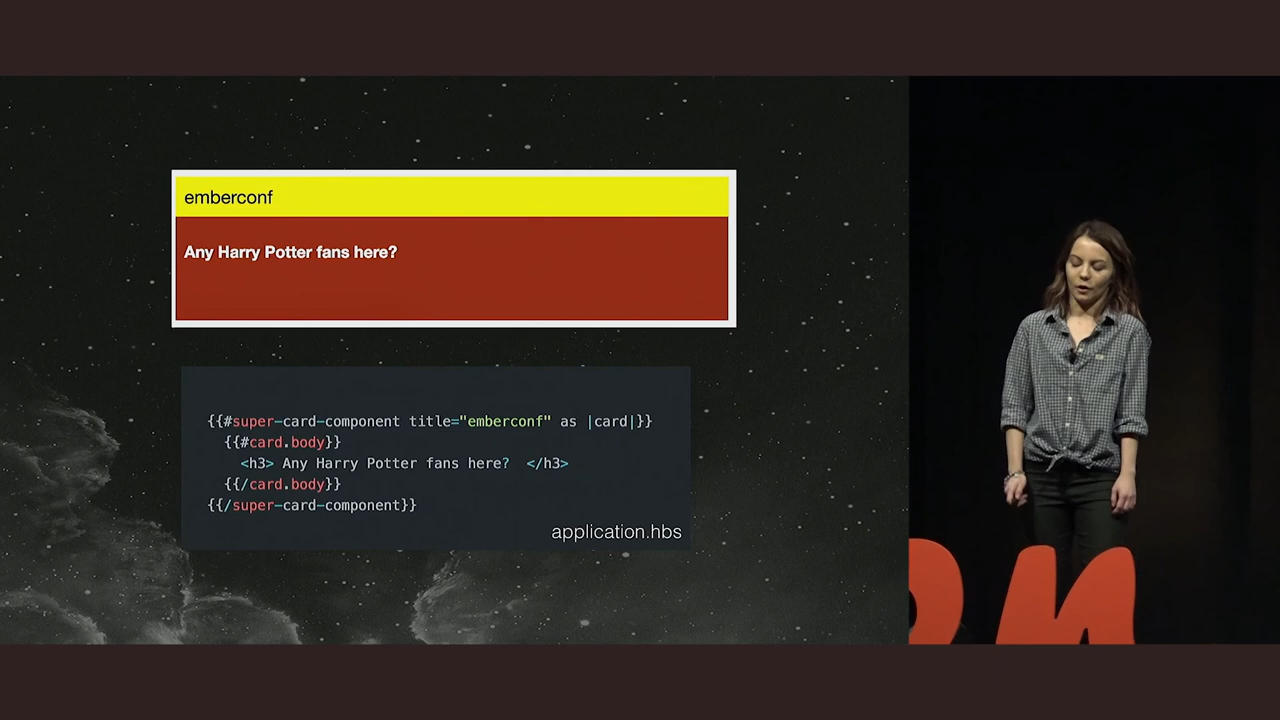 emberconf
Any Harry Potter fans here?
{{#super-card-component title="emberconf" as |card|}}
{{#card.body}}
<h3> Any Harry Potter fans here?  </h3>
{{/card.body}}
{{/super-card-component}}
application.hbs